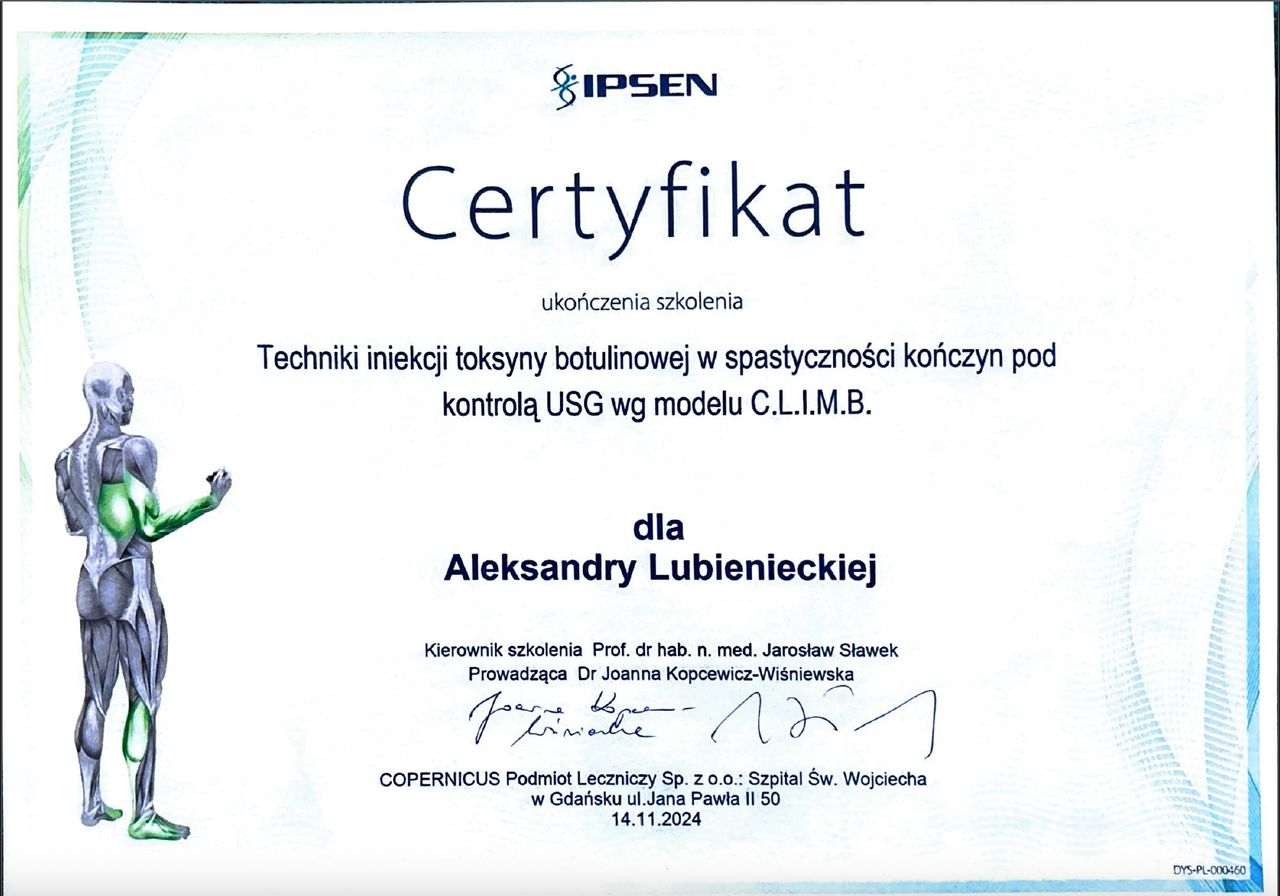 IPSEN
Certyfikat
ukończenia szkolenia
Techniki iniekcji toksyny botulinowej w spastyczności kończyn pod
kontrolą USG wg modelu C.L.I.M.B.
dla
Aleksandry Lubienieckiej
Kierownik szkolenia Prof. dr hab. n. med. Jarosław Sławek
Prowadząca Dr Joanna Kopcewicz-Wiśniewska
Joanna
COPERNICUS Podmiot Leczniczy Sp. z o.o.: Szpital Św. Wojciecha
w Gdańsku ul.Jana Pawła II 50
14.11.2024
DYS-PL-000460